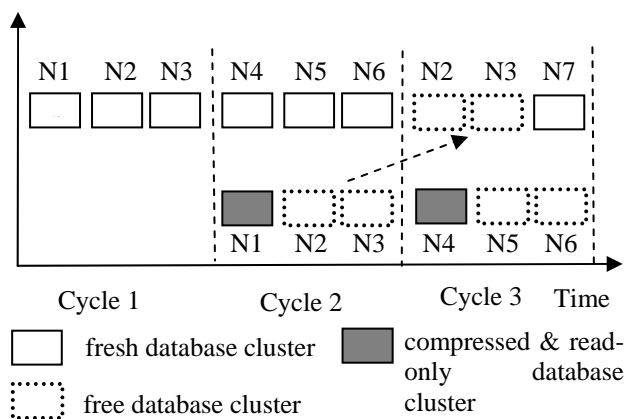 N1 N2 N3 N4 N5 N6 N2 N3 N7
N1 N2 N3 N4 N5 N6
Cycle 1 Cycle 2 Cycle 3 Time
fresh database cluster
compressed & read-
only database
cluster
free database cluster